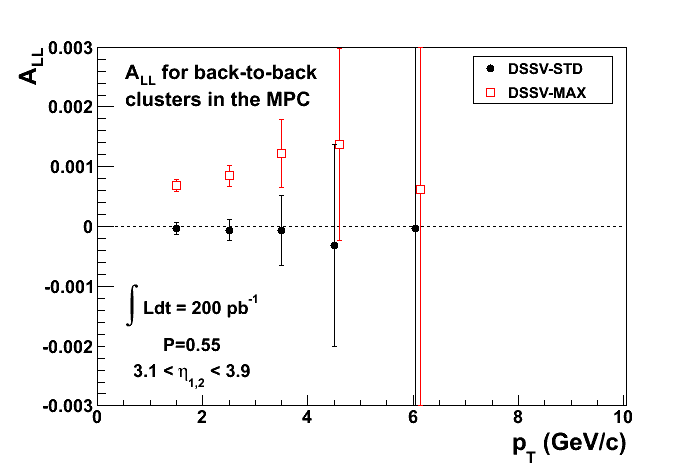 A_LL
0.003
0.002
0.001
0
-0.001
-0.002
-0.003
A_LL for back-to-back
clusters in the MPC
DSSV-STD
DSSV-MAX
∫ Ldt = 200 pb^-1
P=0.55
3.1 < η_1,2 < 3.9
0 2 4 6 8 10
p_T (GeV/c)